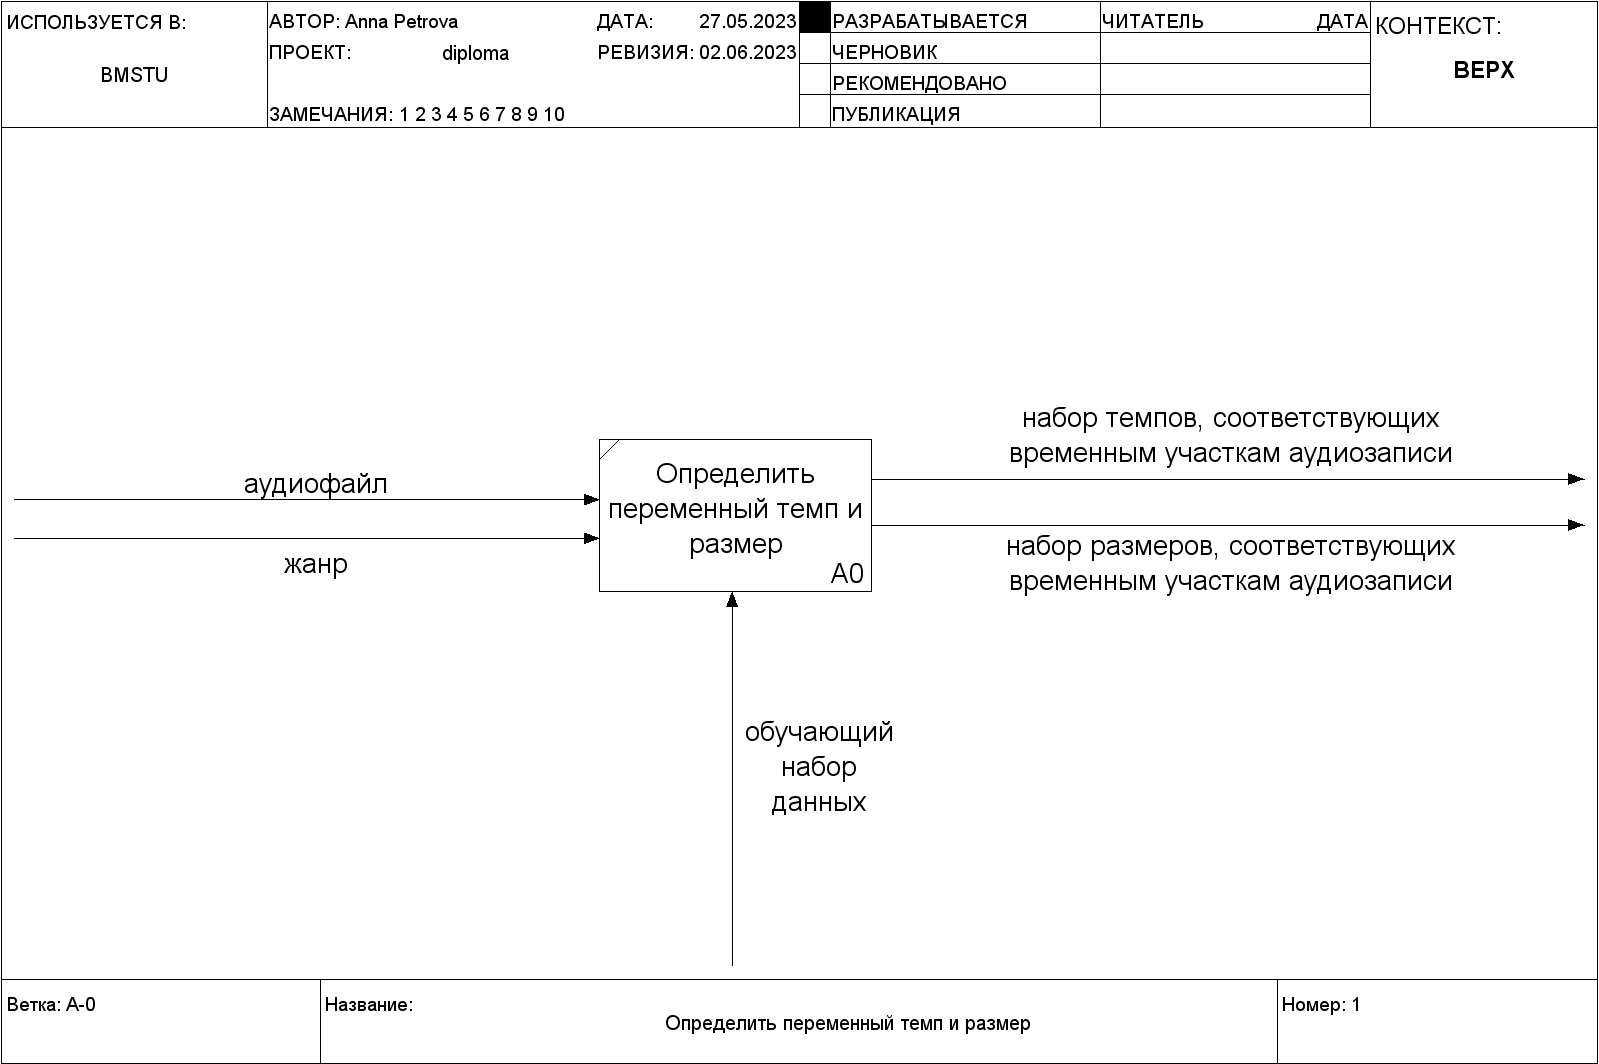 ИСПОЛЬЗУЕТСЯ В:
BMSTU
АВТОР: Anna Petrova
ДАТА: 27.05.2023
ПРОЕКТ: diploma
РЕВИЗИЯ: 02.06.2023
ЗАМЕЧАНИЯ: 1 2 3 4 5 6 7 8 9 10
РАЗРАБАТЫВАЕТСЯ
ЧЕРНОВИК
РЕКОМЕНДОВАНО
ПУБЛИКАЦИЯ
ЧИТАТЕЛЬ ДАТА
КОНТЕКСТ:
ВЕРХ
аудиофайл
жанр
Определить
переменный темп и
размер
A0
набор темпов, соответствующих
временным участкам аудиозаписи
набор размеров, соответствующих
временным участкам аудиозаписи
обучающий
набор
данных
Ветка: A-0
Название:
Определить переменный темп и размер
Номер: 1